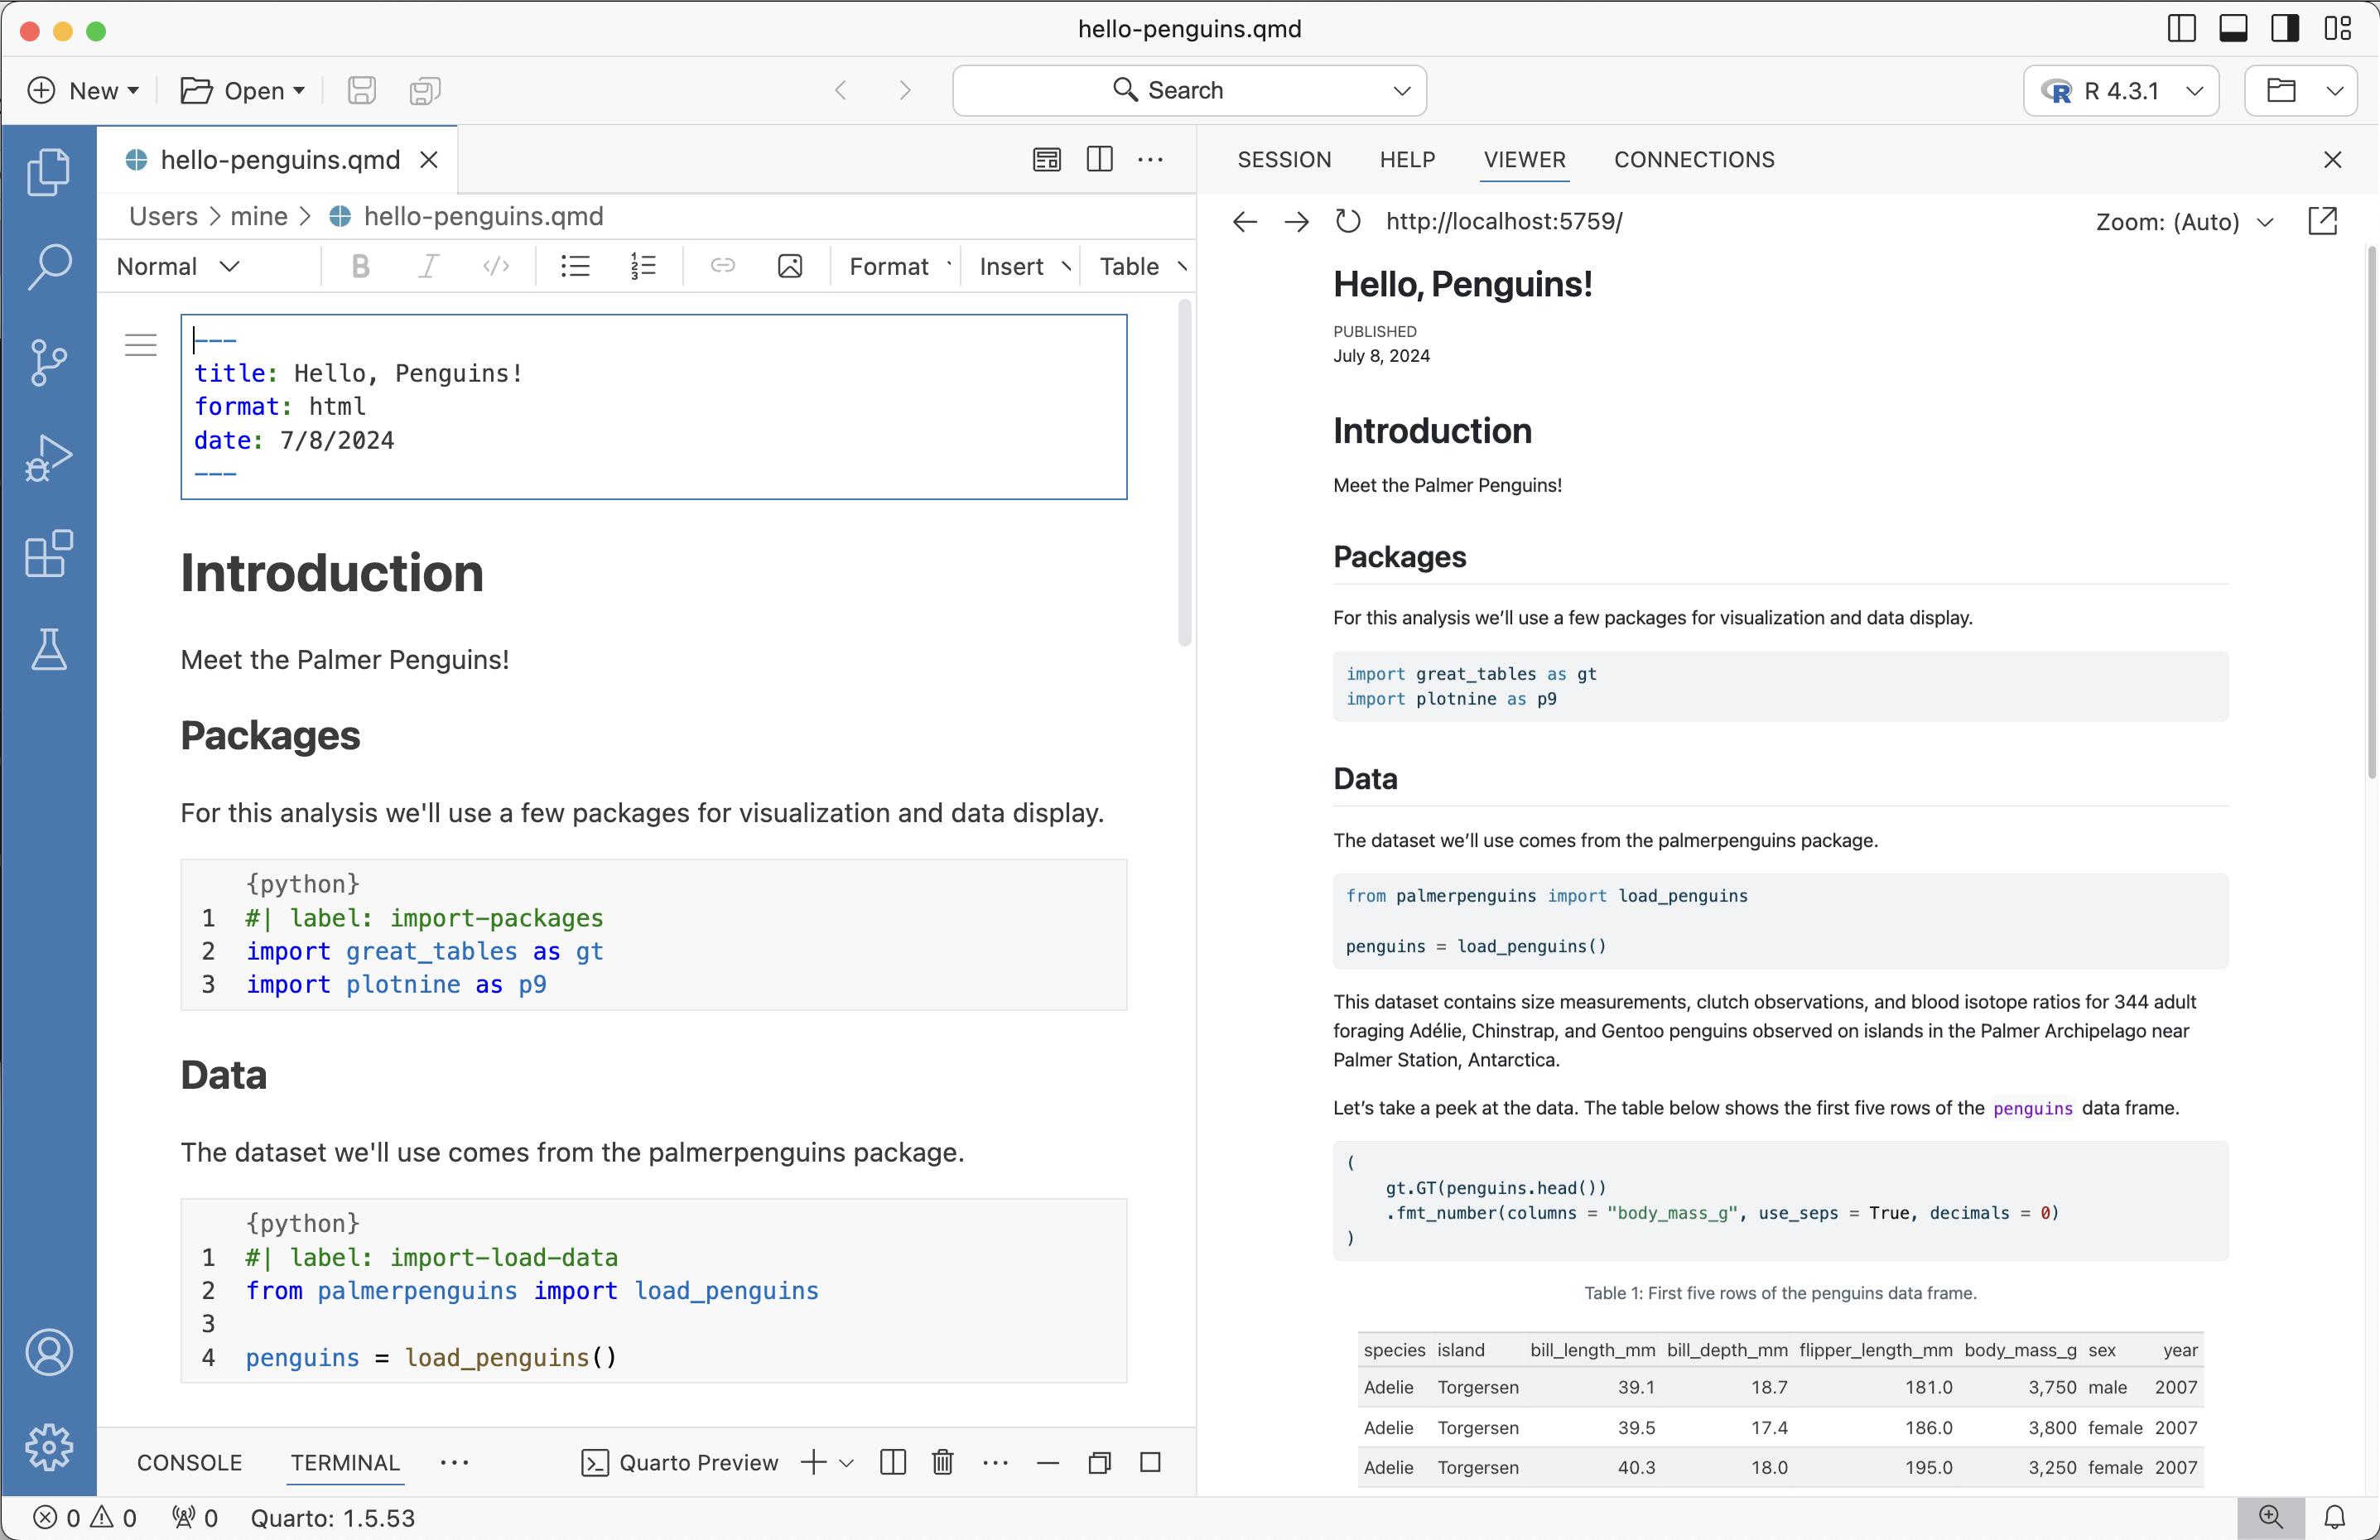 hello-penguins.qmd
New
Open
Search
R 4.3.1
hello-penguins.qmd
Users > mine > hello-penguins.qmd
Normal
Format
Insert
Table
---
title: Hello, Penguins!
format: html
date: 7/8/2024
---
Introduction
Meet the Palmer Penguins!
Packages
For this analysis we'll use a few packages for visualization and data display.
{python}
1 #| label: import-packages
2 import great_tables as gt
3 import plotnine as p9
Data
The dataset we'll use comes from the palmerpenguins package.
{python}
1 #| label: import-load-data
2 from palmerpenguins import load_penguins
3
4 penguins = load_penguins()
CONSOLE
TERMINAL
Quarto Preview
SESSION
HELP
VIEWER
CONNECTIONS
http://localhost:5759/
Zoom: (Auto)
Hello, Penguins!
PUBLISHED
July 8, 2024
Introduction
Meet the Palmer Penguins!
Packages
For this analysis we’ll use a few packages for visualization and data display.
import great_tables as gt
import plotnine as p9
Data
The dataset we’ll use comes from the palmerpenguins package.
from palmerpenguins import load_penguins
penguins = load_penguins()
This dataset contains size measurements, clutch observations, and blood isotope ratios for 344 adult
foraging Adélie, Chinstrap, and Gentoo penguins observed on islands in the Palmer Archipelago near
Palmer Station, Antarctica.
Let’s take a peek at the data. The table below shows the first five rows of the penguins data frame.
(
gt.GT(penguins.head())
.fmt_number(columns = "body_mass_g", use_seps = True, decimals = 0)
)
Table 1: First five rows of the penguins data frame.
species island bill_length_mm bill_depth_mm flipper_length_mm body_mass_g sex year
Adelie Torgersen 39.1 18.7 181.0 3,750 male 2007
Adelie Torgersen 39.5 17.4 186.0 3,800 female 2007
Adelie Torgersen 40.3 18.0 195.0 3,250 female 2007
0 0 0 Quarto: 1.5.53